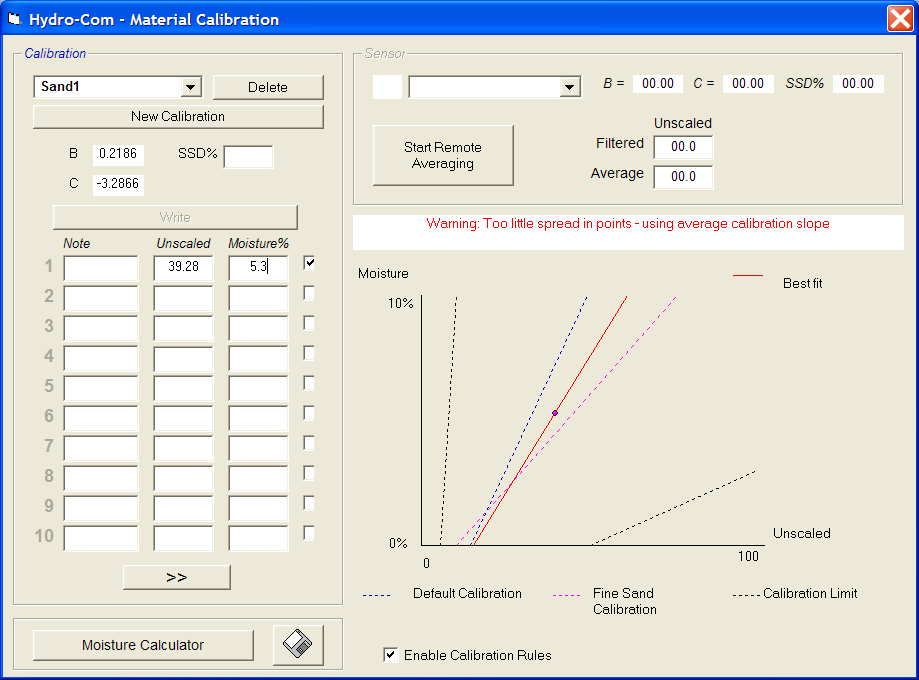 Hydro-Com - Material Calibration
Calibration
Sand1
Delete
New Calibration
B 0.2186 SSD%
C -3.2866
Write
Note Unscaled Moisture%
1 39.28 5.3
2
3
4
5
6
7
8
9
10
>>
Moisture Calculator
Sensor
B = 00.00 C = 00.00 SSD% 00.00
Start Remote
Averaging
Unscaled
Filtered 00.0
Average 00.0
Warning: Too little spread in points - using average calibration slope
Moisture
Best fit
10%
0%
0
100
Unscaled
Default Calibration
Fine Sand
Calibration
Calibration Limit
Enable Calibration Rules